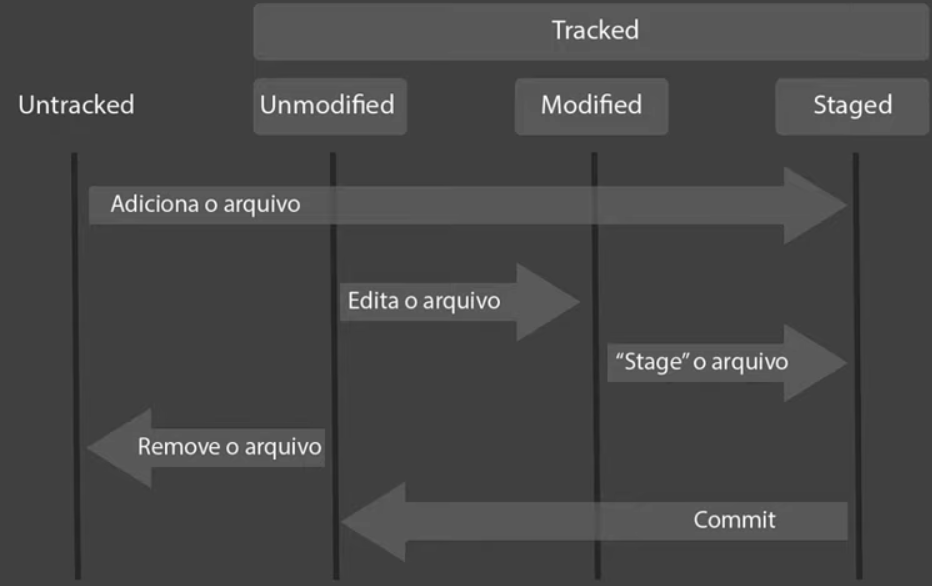 Tracked
Untracked
Unmodified
Modified
Staged
Adiciona o arquivo
Edita o arquivo
“Stage” o arquivo
Remove o arquivo
Commit